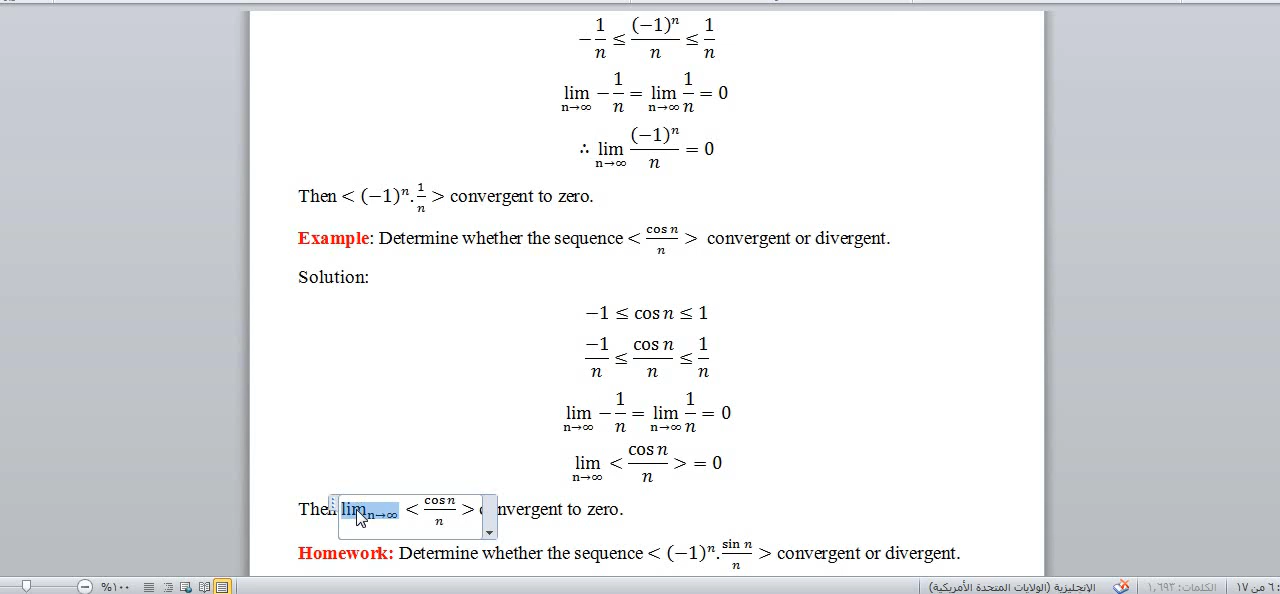 −1/n ≤ (−1)ⁿ/n ≤ 1/n
lim n→∞ −1/n = lim n→∞ 1/n = 0
∴ lim n→∞ (−1)ⁿ/n = 0
Then < (−1)ⁿ. 1/n > convergent to zero.
Example: Determine whether the sequence < cos n/n > convergent or divergent.
Solution:
−1 ≤ cos n ≤ 1
−1/n ≤ cos n/n ≤ 1/n
lim n→∞ −1/n = lim n→∞ 1/n = 0
lim n→∞ < cos n/n > = 0
Then lim n→∞ < cos n/n > convergent to zero.
Homework: Determine whether the sequence < (−1)ⁿ. sin n/n > convergent or divergent.
٦ من ١٧ الكلمات: ١,٦٩٣ الإنجليزية (الولايات المتحدة الأمريكية) %١٠٠